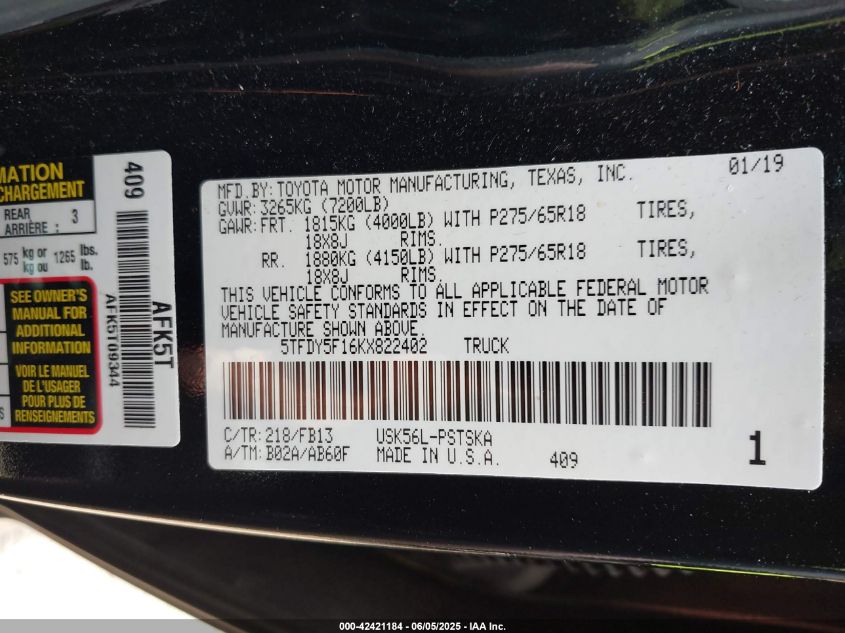 MATION
CHARGEMENT
REAR
ARRIÈRE : 3
575 kg or kg ou 1265 lbs. lb.
SEE OWNER'S
MANUAL FOR
ADDITIONAL
INFORMATION
VOIR LE MANUEL
DE L'USAGER
POUR PLUS DE
RENSEIGNEMENTS
409
AFK5T09344
AFK5T
01/19
MFD.BY:TOYOTA MOTOR MANUFACTURING, TEXAS, INC.
GVWR:3265KG (7200LB)
GAWR:FRT. 1815KG (4000LB) WITH P275/65R18 TIRES,
18X8J RIMS.
RR. 1880KG (4150LB) WITH P275/65R18 TIRES,
18X8J RIMS.
THIS VEHICLE CONFORMS TO ALL APPLICABLE FEDERAL MOTOR
VEHICLE SAFETY STANDARDS IN EFFECT ON THE DATE OF
MANUFACTURE SHOWN ABOVE.
5TFDY5F16KX822402 TRUCK
C/TR:218/FB13 USK56L-PSTSKA
A/TM:B02A/AB60F MADE IN U.S.A. 409
1
000-42421184 - 06/05/2025 - IAA Inc.